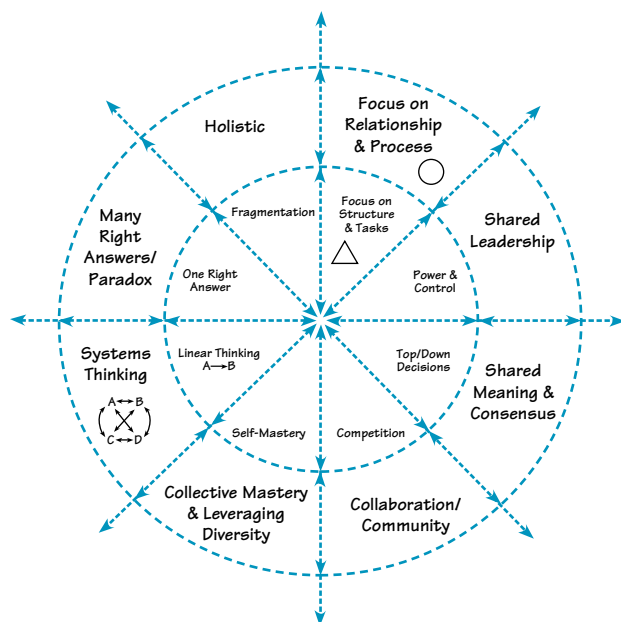 Focus on
Relationship
& Process
Holistic
Fragmentation
Focus on
Structure
& Tasks
Many
Right
Answers/
Paradox
Shared
Leadership
One Right
Answer
Power &
Control
Systems
Thinking
A↔B
C↔D
Linear Thinking
A→B
Top/Down
Decisions
Shared
Meaning &
Consensus
Self-Mastery
Competition
Collective Mastery
& Leveraging
Diversity
Collaboration/
Community